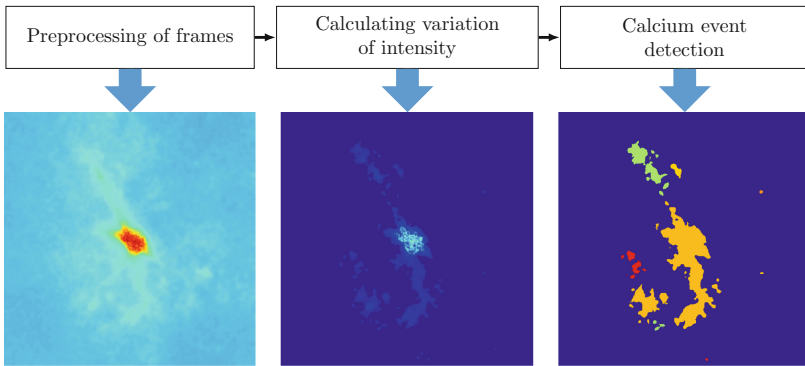 Preprocessing of frames
Calculating variation
of intensity
Calcium event
detection